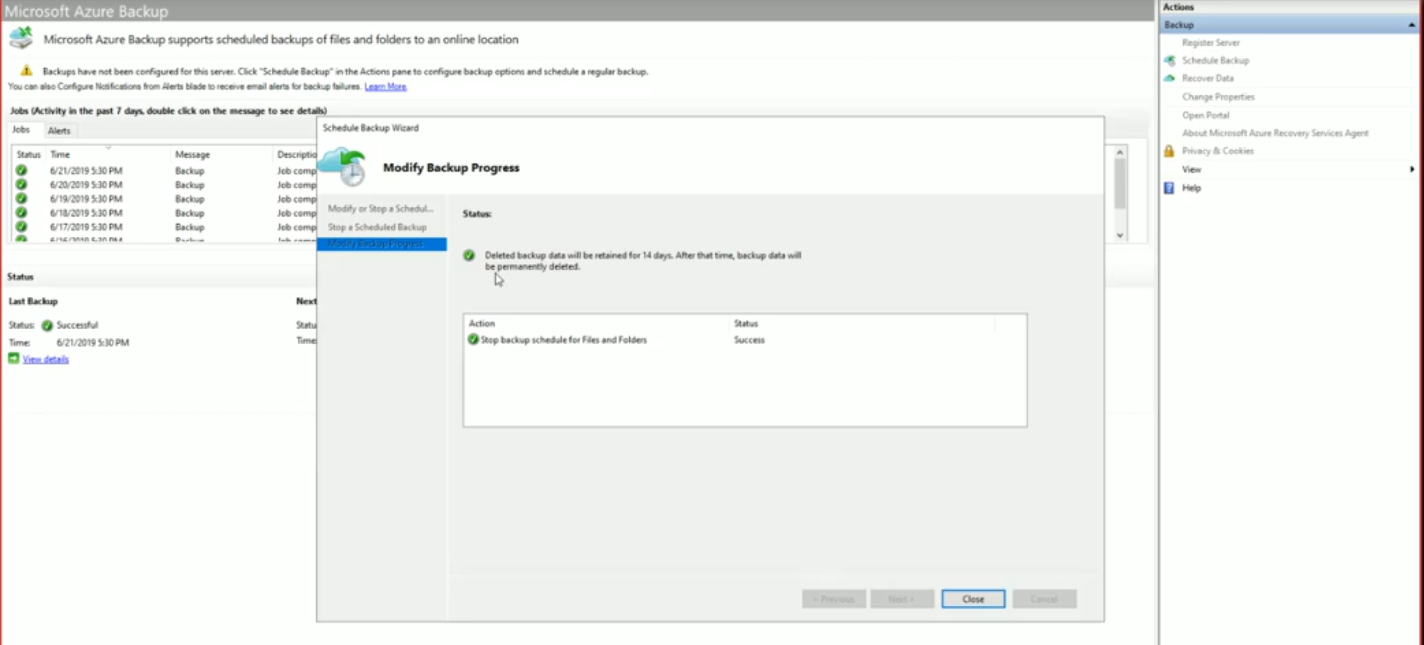 Microsoft Azure Backup
Microsoft Azure Backup supports scheduled backups of files and folders to an online location
Backups have not been configured for this server. Click "Schedule Backup" in the Actions pane to configure backup options and schedule a regular backup.
You can also Configure Notifications from Alerts blade to receive email alerts for backup failures. Learn More.
Jobs (Activity in the past 7 days, double click on the message to see details)
Jobs Alerts
Status Time Message Descriptio
6/21/2019 5:30 PM Backup Job comp
6/20/2019 5:30 PM Backup Job comp
6/19/2019 5:30 PM Backup Job comp
6/18/2019 5:30 PM Backup Job comp
6/17/2019 5:30 PM Backup Job comp
6/16/2019 5:30 PM Backup Job comp
Status
Last Backup Next
Status: Successful Statu
Time: 6/21/2019 5:30 PM Time:
View details
Schedule Backup Wizard
Modify Backup Progress
Modify or Stop a Schedul...
Stop a Scheduled Backup
Modify Backup Progress
Status:
Deleted backup data will be retained for 14 days. After that time, backup data will
be permanently deleted.
Action Status
Stop backup schedule for Files and Folders Success
< Previous Next > Close Cancel
Actions
Backup
Register Server
Schedule Backup
Recover Data
Change Properties
Open Portal
About Microsoft Azure Recovery Services Agent
Privacy & Cookies
View
Help